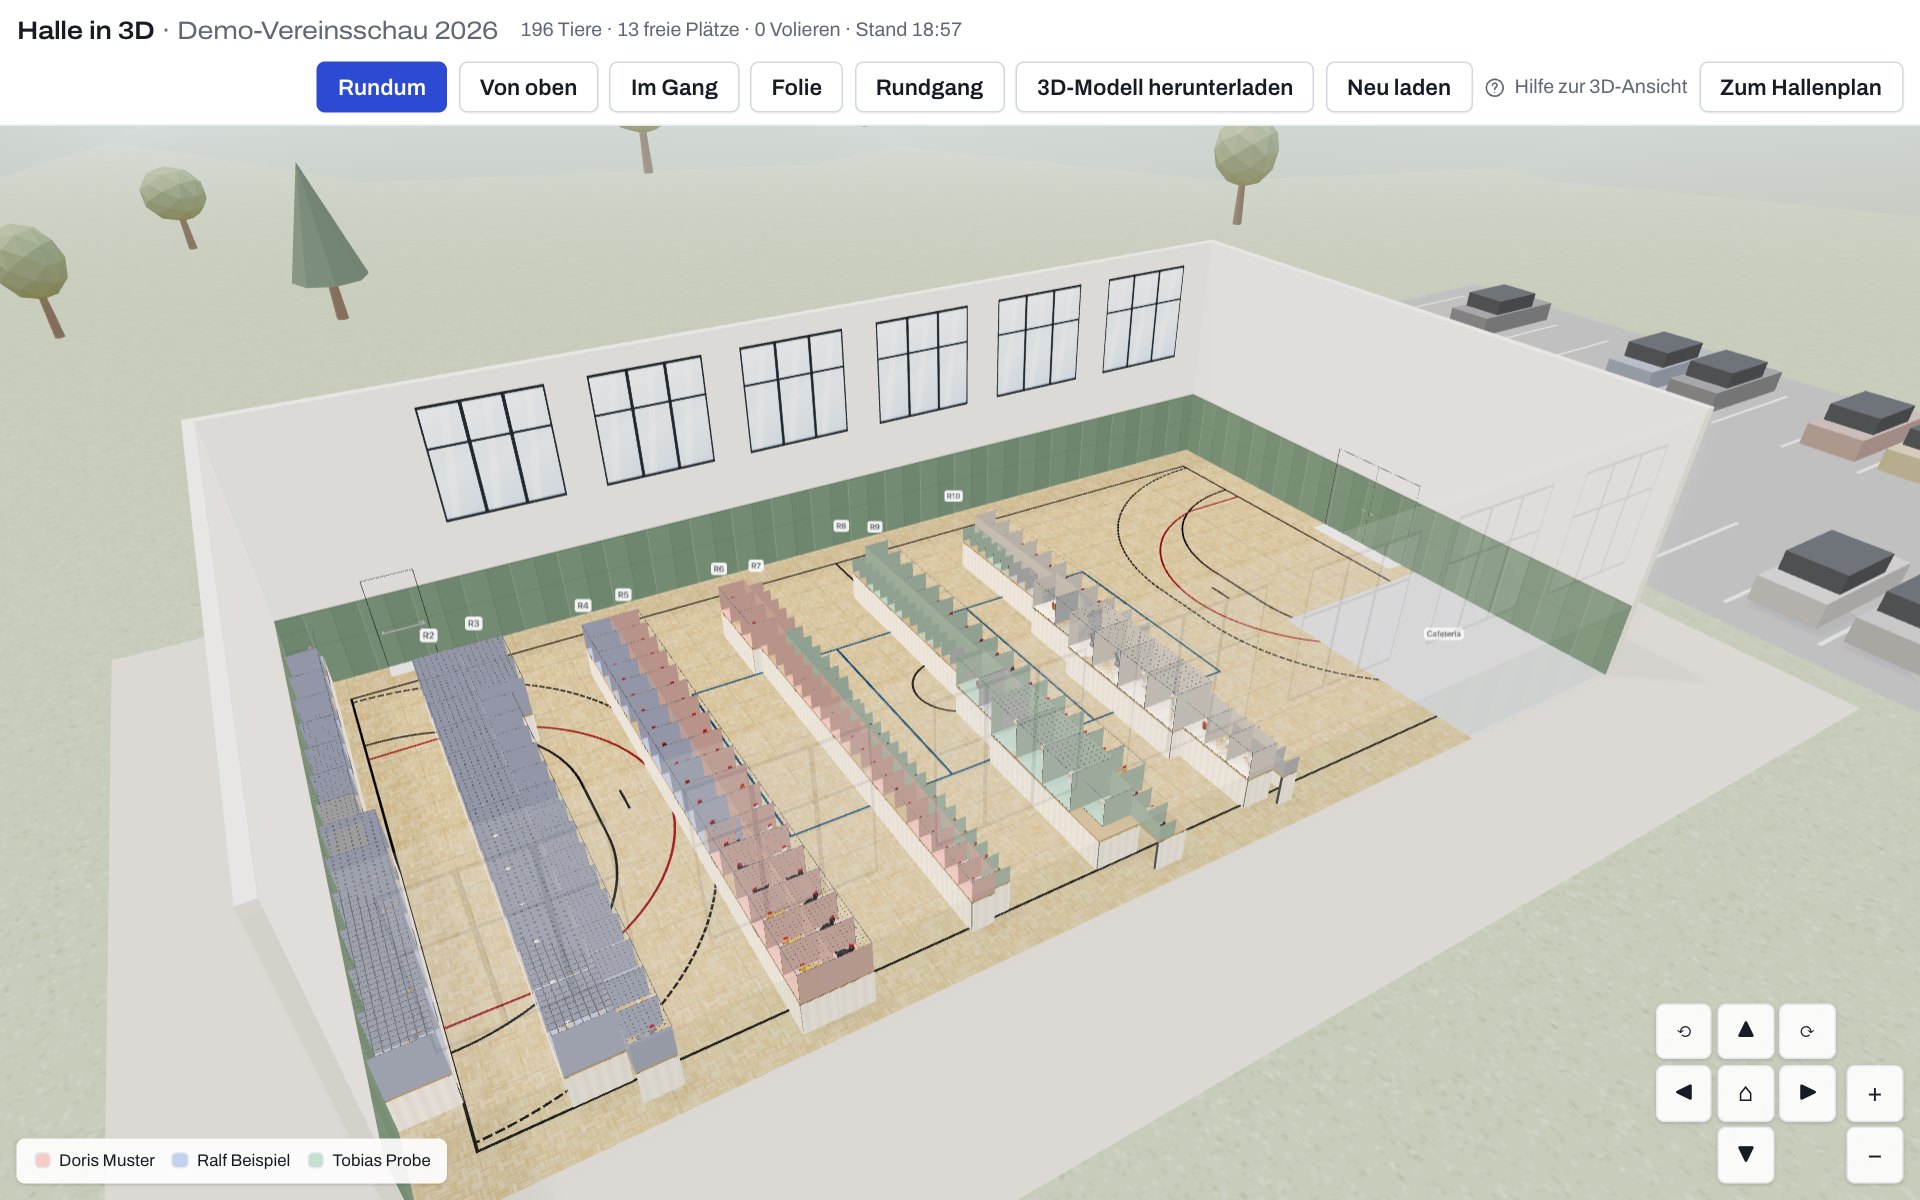 Halle in 3D · Demo-Vereinsschau 2026 196 Tiere · 13 freie Plätze · 0 Volieren · Stand 18:57
Rundum Von oben Im Gang Folie Rundgang 3D-Modell herunterladen Neu laden Hilfe zur 3D-Ansicht Zum Hallenplan
R10
R8 R9
R6 R7
R4 R5
R2 R3
Cafeteria
Doris Muster Ralf Beispiel Tobias Probe